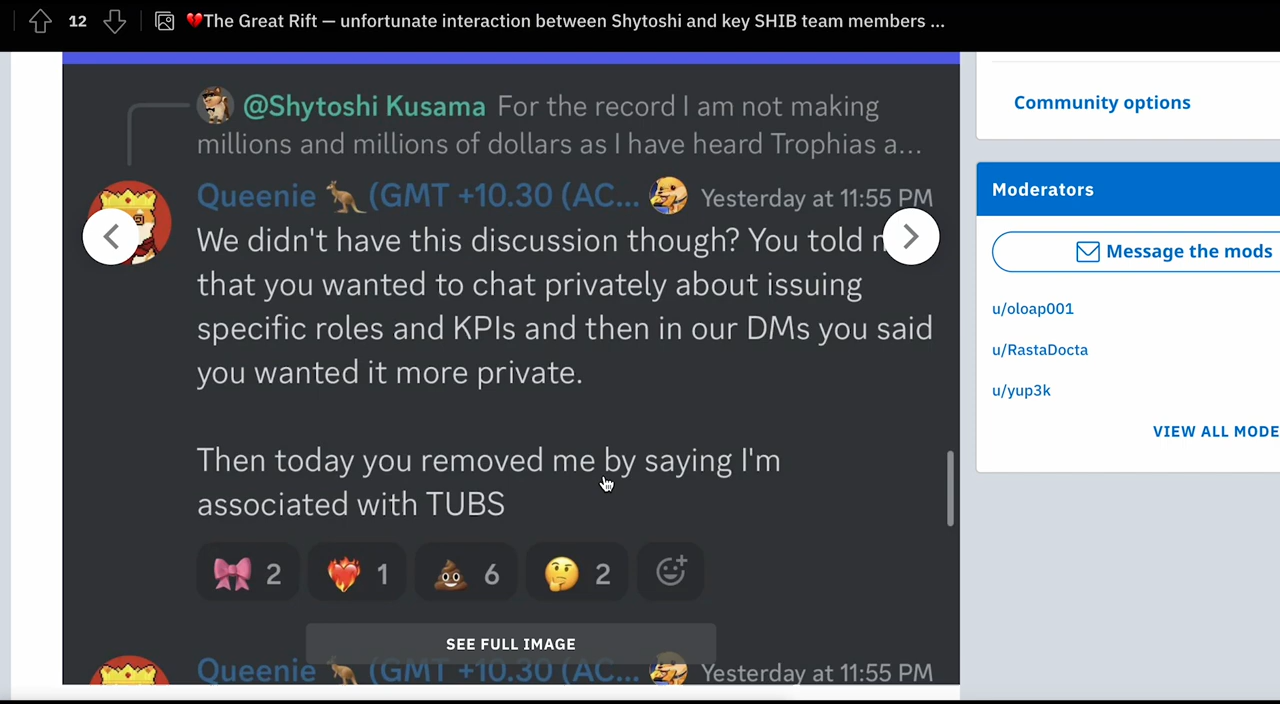 12 💔The Great Rift — unfortunate interaction between Shytoshi and key SHIB team members ...
@Shytoshi Kusama For the record I am not making
millions and millions of dollars as I have heard Trophias a...
Queenie 🦘 (GMT +10.30 (AC... Yesterday at 11:55 PM
We didn't have this discussion though? You told
that you wanted to chat privately about issuing
specific roles and KPIs and then in our DMs you said
you wanted it more private.
Then today you removed me by saying I'm
associated with TUBS
🎀 2 ❤️‍🔥 1 💩 6 🤔 2
SEE FULL IMAGE
Queenie 🦘 (GMT +10.30 (AC... Yesterday at 11:55 PM
Community options
Moderators
Message the mods
u/oloap001
u/RastaDocta
u/yup3k
VIEW ALL MODE